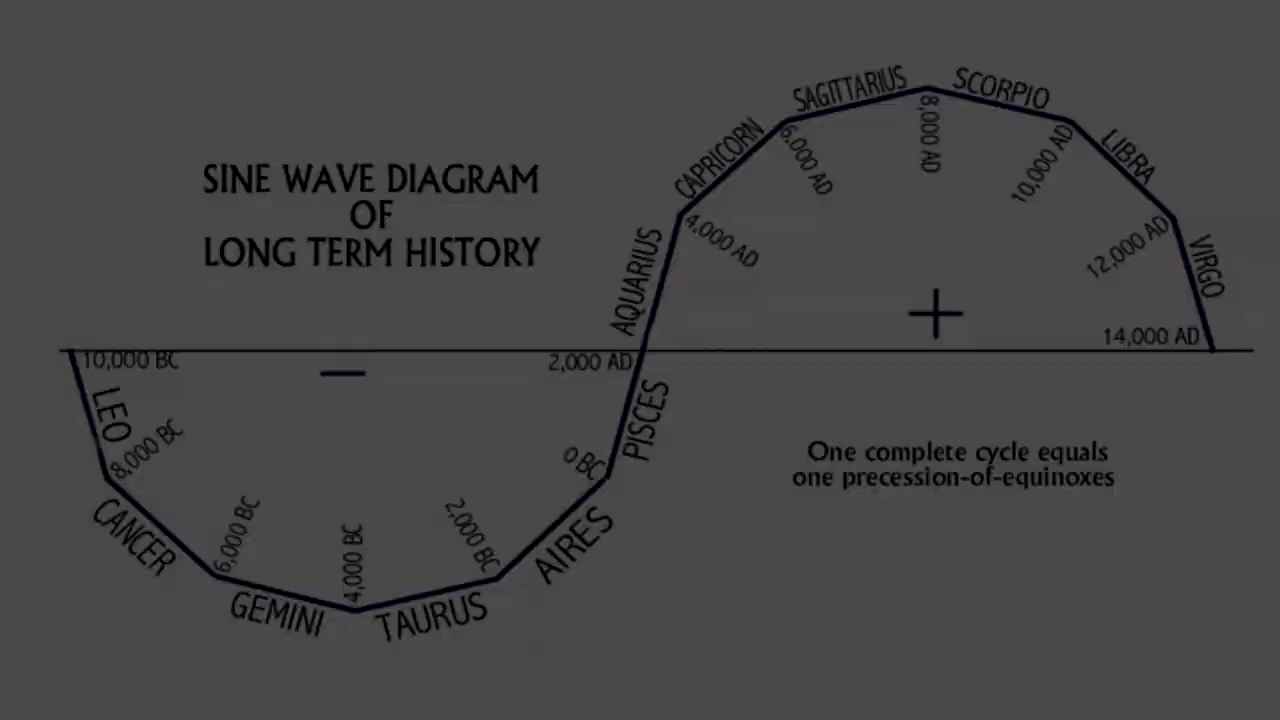 SINE WAVE DIAGRAM
OF
LONG TERM HISTORY
10,000 BC
LEO
8,000 BC
CANCER
6,000 BC
GEMINI
4,000 BC
TAURUS
2,000 BC
AIRES
0 BC
PISCES
2,000 AD
AQUARIUS
4,000 AD
CAPRICORN
6,000 AD
SAGITTARIUS
8,000 AD
SCORPIO
10,000 AD
LIBRA
12,000 AD
VIRGO
14,000 AD
−
+
One complete cycle equals
one precession-of-equinoxes